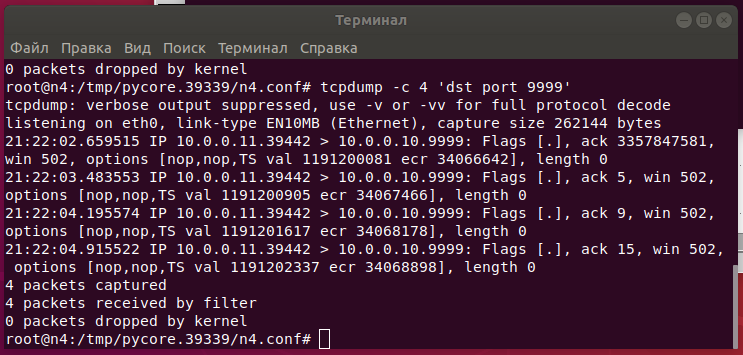 Терминал
Файл Правка Вид Поиск Терминал Справка
0 packets dropped by kernel
root@n4:/tmp/pycore.39339/n4.conf# tcpdump -c 4 'dst port 9999'
tcpdump: verbose output suppressed, use -v or -vv for full protocol decode
listening on eth0, link-type EN10MB (Ethernet), capture size 262144 bytes
21:22:02.659515 IP 10.0.0.11.39442 > 10.0.0.10.9999: Flags [.], ack 3357847581,
win 502, options [nop,nop,TS val 1191200081 ecr 34066642], length 0
21:22:03.483553 IP 10.0.0.11.39442 > 10.0.0.10.9999: Flags [.], ack 5, win 502,
options [nop,nop,TS val 1191200905 ecr 34067466], length 0
21:22:04.195574 IP 10.0.0.11.39442 > 10.0.0.10.9999: Flags [.], ack 9, win 502,
options [nop,nop,TS val 1191201617 ecr 34068178], length 0
21:22:04.915522 IP 10.0.0.11.39442 > 10.0.0.10.9999: Flags [.], ack 15, win 502,
 options [nop,nop,TS val 1191202337 ecr 34068898], length 0
4 packets captured
4 packets received by filter
0 packets dropped by kernel
root@n4:/tmp/pycore.39339/n4.conf#